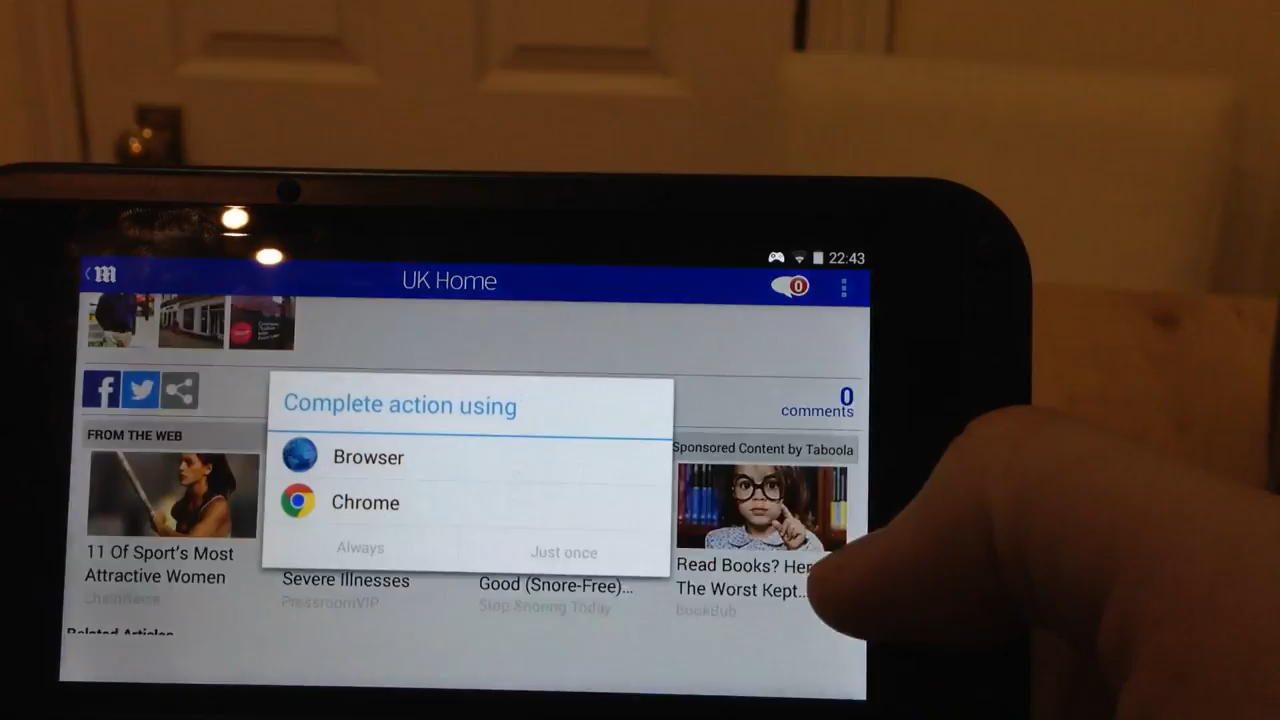 22:43
m
UK Home
0
f
0
comments
Complete action using
Browser
Chrome
Always
Just once
FROM THE WEB
Sponsored Content by Taboola
11 Of Sport's Most
Attractive Women
Severe Illnesses
PressroomVIP
Good (Snore-Free)...
Stop Snoring Today
Read Books? Her
The Worst Kept...
BookBub
Related Articles